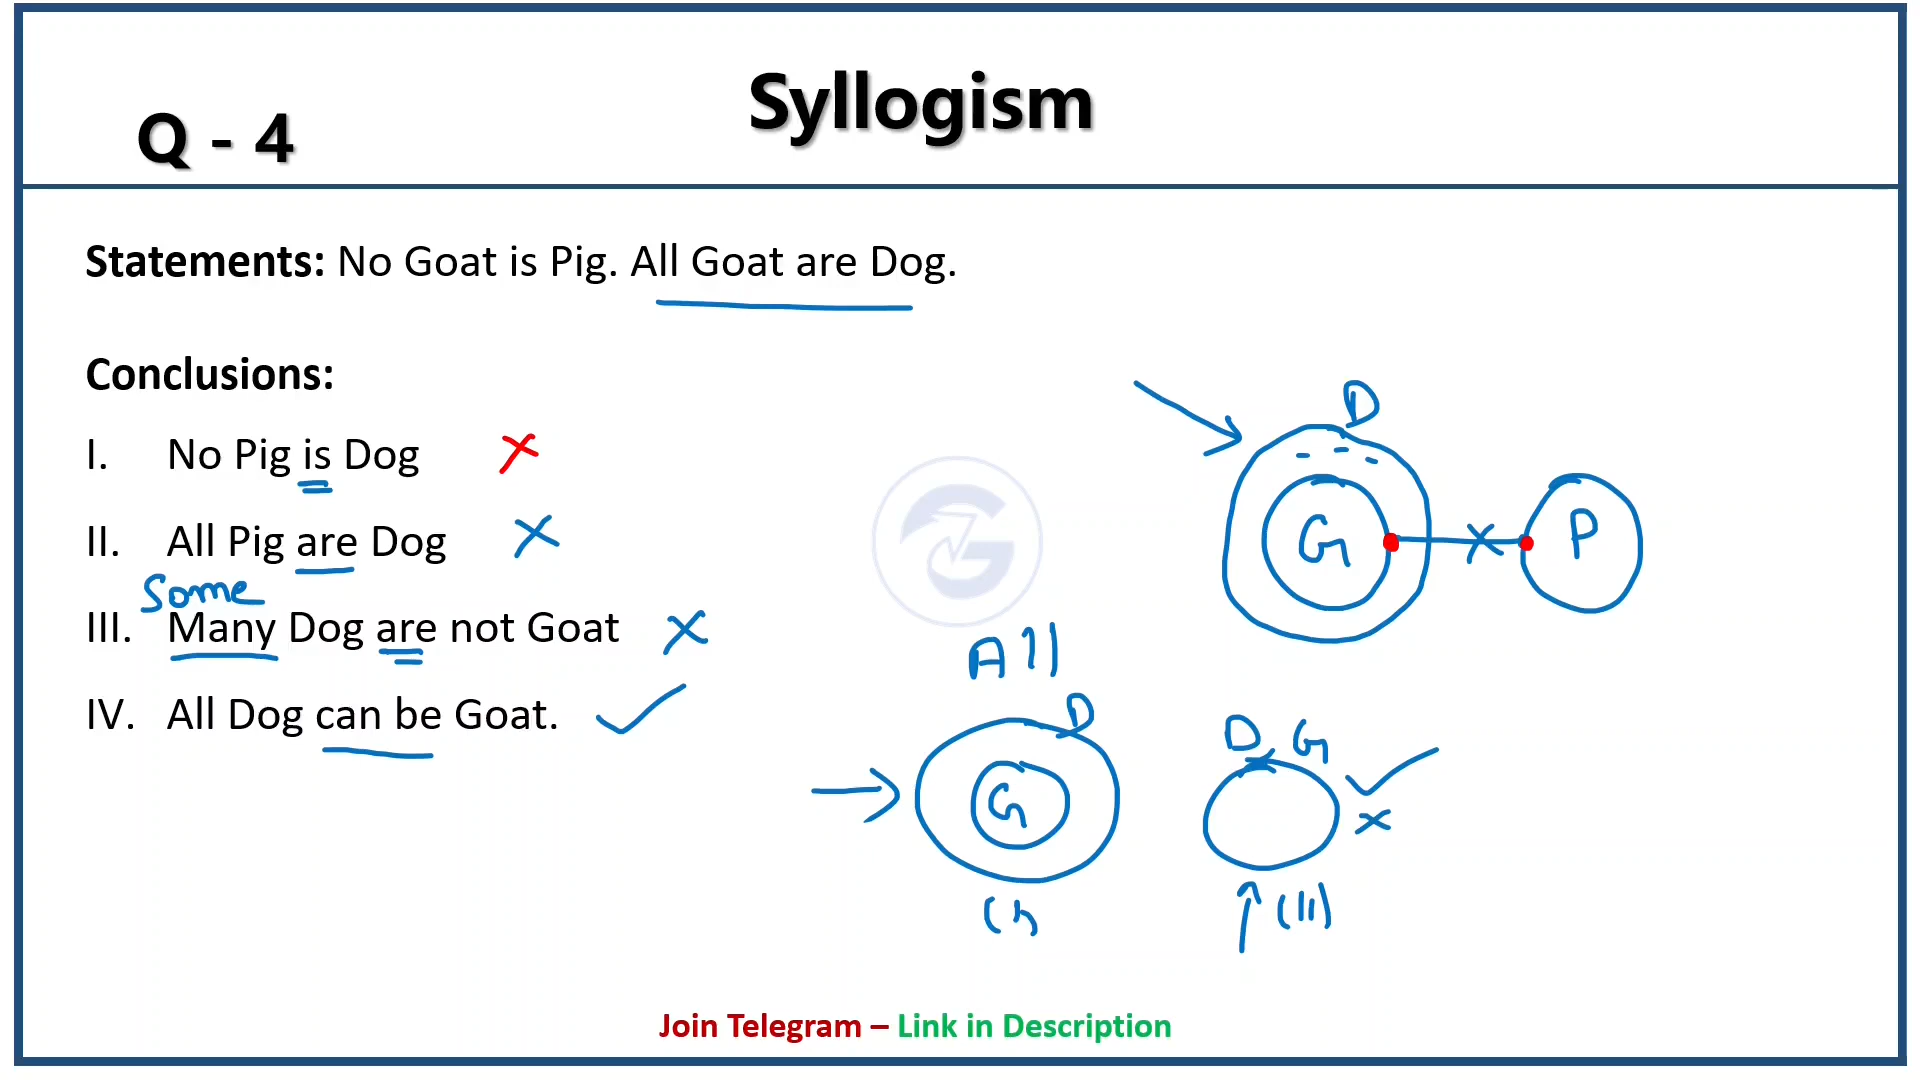 Syllogism
Q - 4
Statements: No Goat is Pig. All Goat are Dog.
Conclusions:
I. No Pig is Dog
II. All Pig are Dog
Some
III. Many Dog are not Goat
IV. All Dog can be Goat.
D
G
P
All
D
G
D, G
(II)
Join Telegram – Link in Description